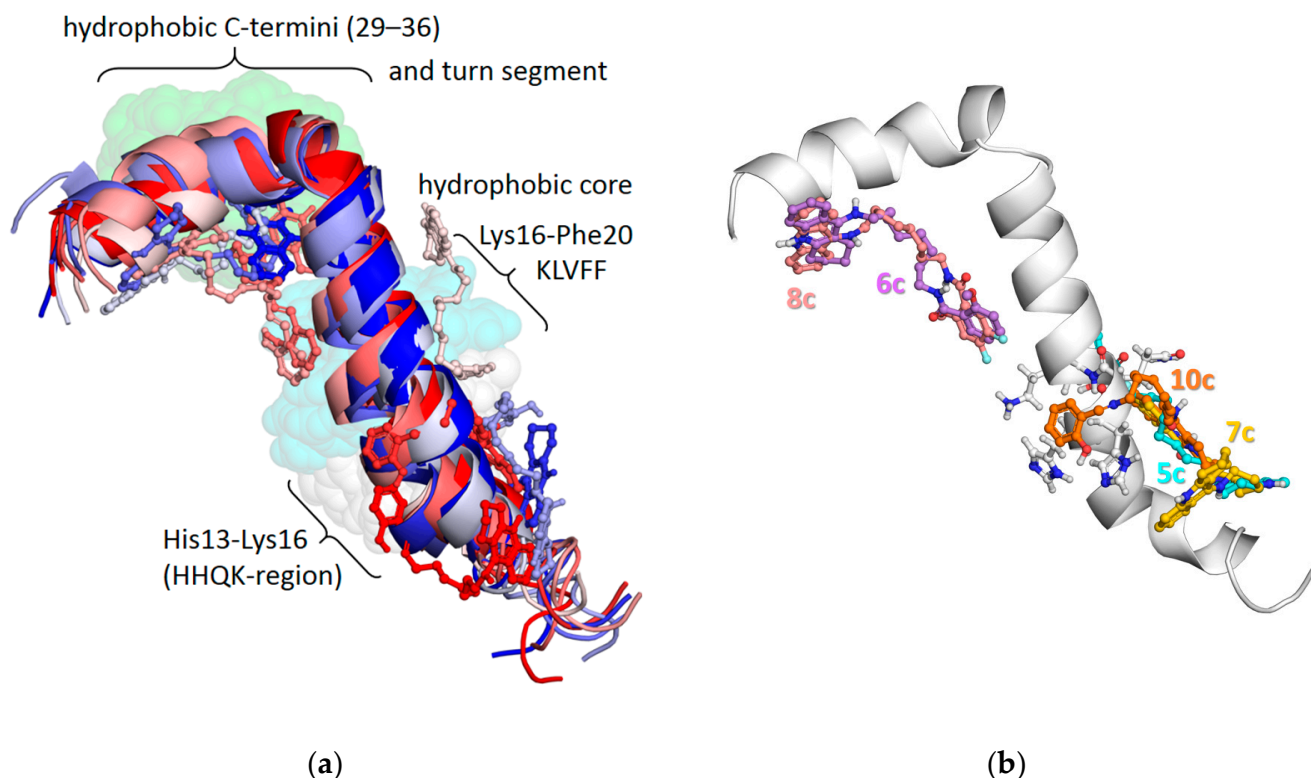 hydrophobic C-termini (29–36)
and turn segment
hydrophobic core
Lys16-Phe20
KLVFF
His13-Lys16
(HHQK-region)
8c
6c
10c
7c
5c
(a)
(b)